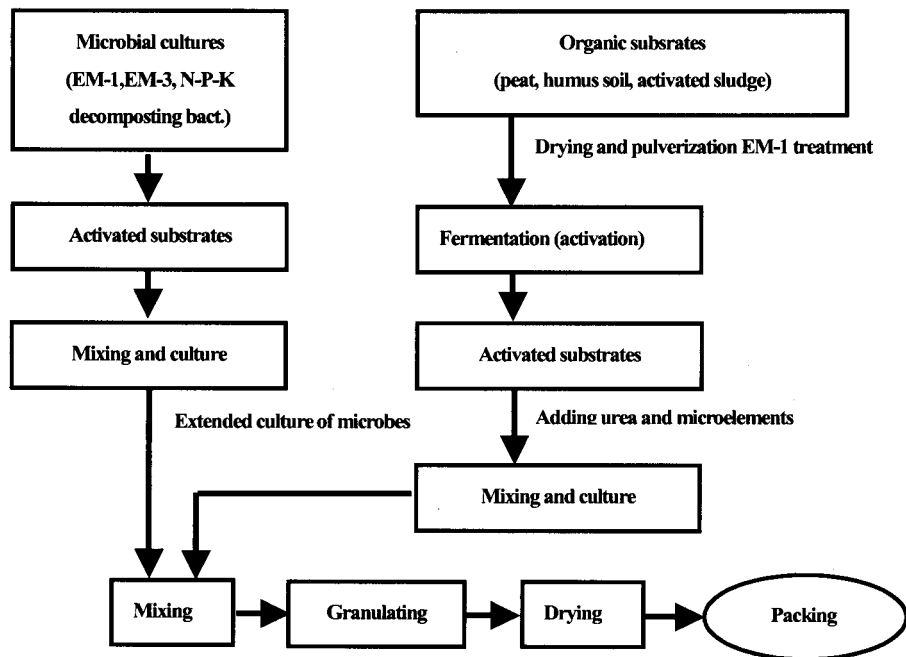 Microbial cultures
(EM-1,EM-3, N-P-K
decomposting bact.)
Organic subsrates
(peat, humus soil, activated sludge)
Drying and pulverization EM-1 treatment
Activated substrates
Fermentation (activation)
Mixing and culture
Activated substrates
Extended culture of microbes
Adding urea and microelements
Mixing and culture
Mixing
Granulating
Drying
Packing